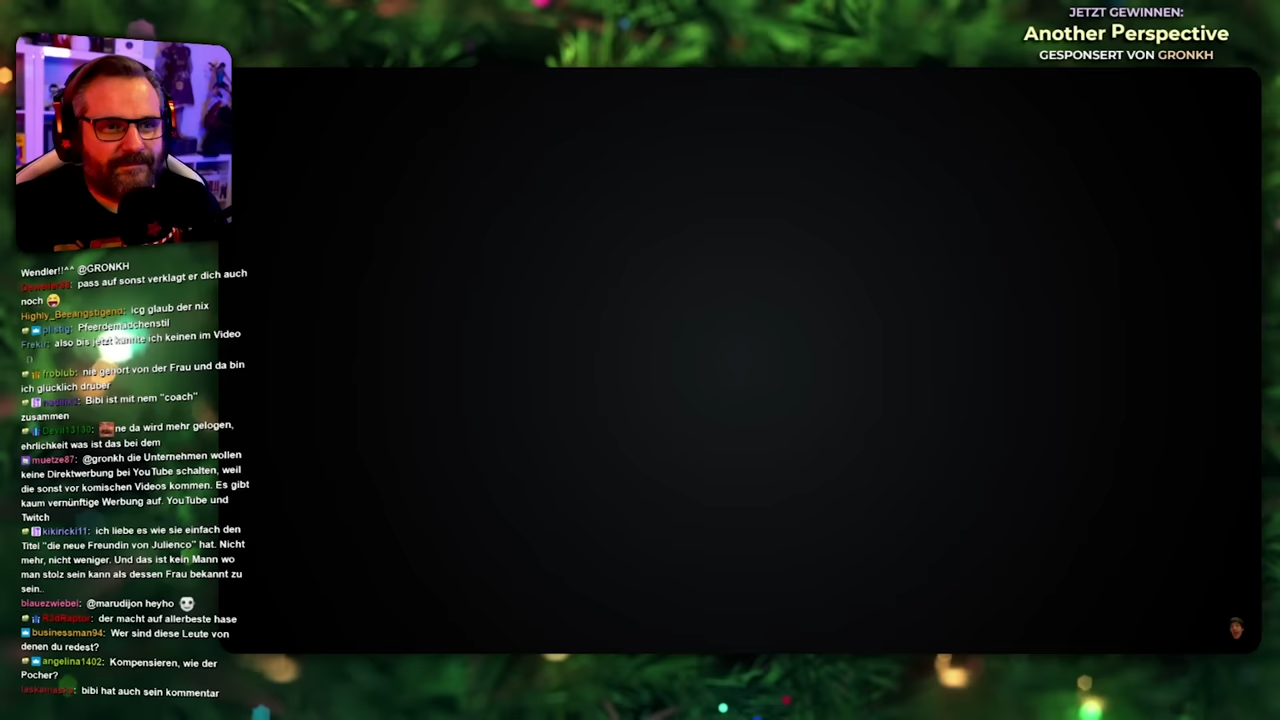 JETZT GEWINNEN:
Another Perspective
GESPONSERT VON GRONKH
Wendler!!^^ @GRONKH
pass auf sonst verklagt er dich auch
noch
Highly_Beeangstigend: icg glaub der nix
plistig: Pfeerdemädchenstil
Frekir: also bis jetzt kannte ich keinen im Video
froblub: nie gehört von der Frau und da bin
ich glücklich drüber
Bibi ist mit nem "coach"
zusammen
Devil13130: ne da wird mehr gelogen,
ehrlichkeit was ist das bei dem
muetze87: @gronkh die Unternehmen wollen
keine Direktwerbung bei YouTube schalten, weil
die sonst vor komischen Videos kommen. Es gibt
kaum vernünftige Werbung auf. YouTube und
Twitch
kikiricki11: ich liebe es wie sie einfach den
Titel "die neue Freundin von Julienco" hat. Nicht
mehr, nicht weniger. Und das ist kein Mann wo
man stolz sein kann als dessen Frau bekannt zu
sein..
blauezwiebel: @marudijon heyho
R3dRaptor: der macht auf allerbeste hase
businessman94: Wer sind diese Leute von
denen du redest?
angelina1402: Kompensieren, wie der
Pocher?
bibi hat auch sein kommentar